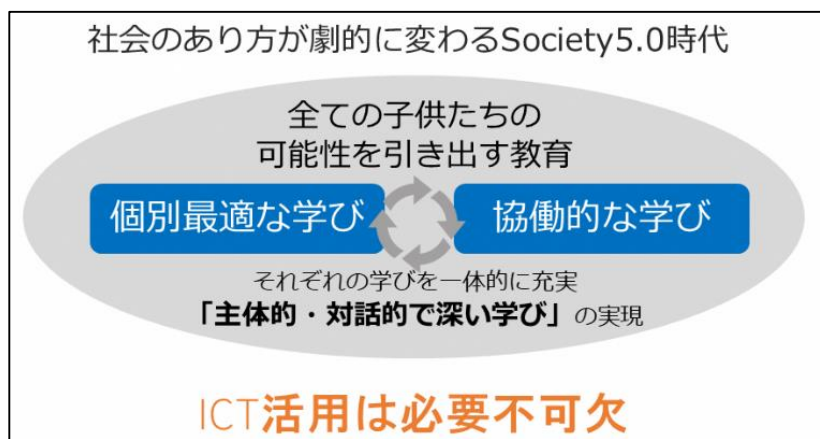 社会のあり方が劇的に変わるSociety5.0時代
全ての子供たちの
可能性を引き出す教育
個別最適な学び
協働的な学び
それぞれの学びを一体的に充実
「主体的・対話的で深い学び」の実現
ICT活用は必要不可欠